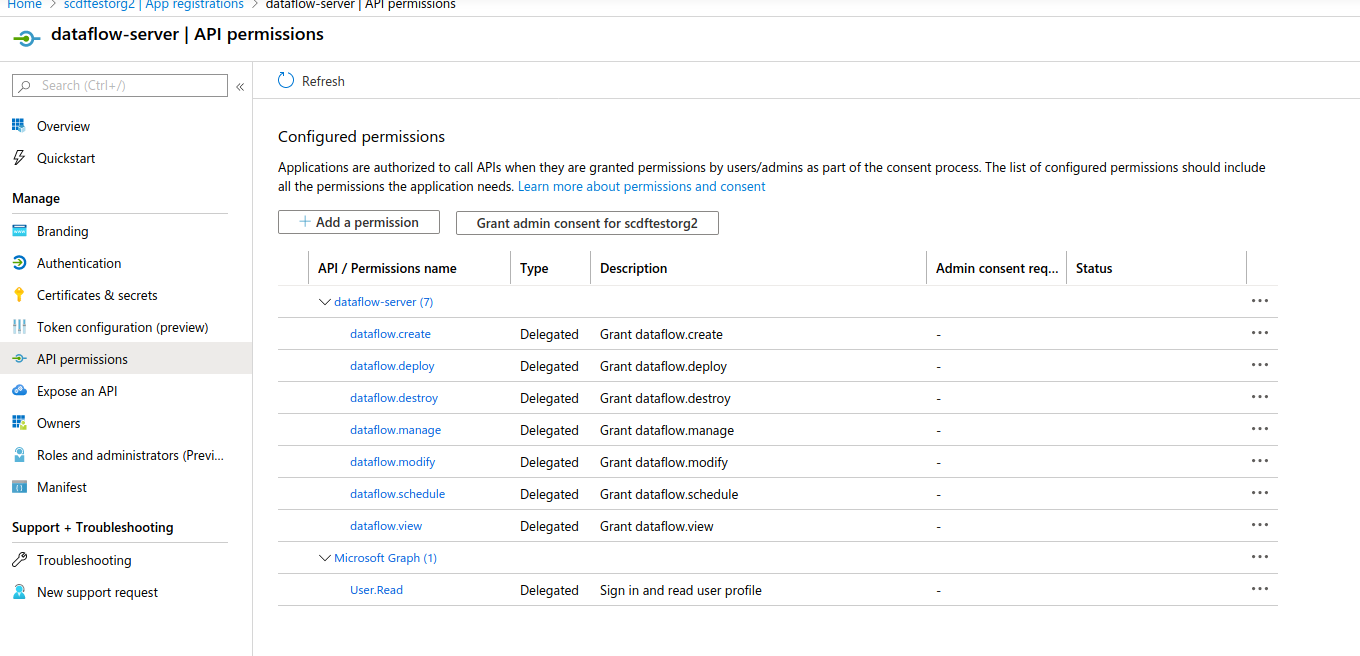 Home > scdftestorg2 | App registrations > dataflow-server | API permissions
dataflow-server | API permissions
Search (Ctrl+/)
«
Refresh
Overview
Quickstart
Manage
Branding
Authentication
Certificates & secrets
Token configuration (preview)
API permissions
Expose an API
Owners
Roles and administrators (Previ...
Manifest
Support + Troubleshooting
Troubleshooting
New support request
Configured permissions
Applications are authorized to call APIs when they are granted permissions by users/admins as part of the consent process. The list of configured permissions should include
all the permissions the application needs. Learn more about permissions and consent
+ Add a permission Grant admin consent for scdftestorg2
API / Permissions name Type Description Admin consent req... Status
dataflow-server (7) ...
dataflow.create Delegated Grant dataflow.create - ...
dataflow.deploy Delegated Grant dataflow.deploy - ...
dataflow.destroy Delegated Grant dataflow.destroy - ...
dataflow.manage Delegated Grant dataflow.manage - ...
dataflow.modify Delegated Grant dataflow.modify - ...
dataflow.schedule Delegated Grant dataflow.schedule - ...
dataflow.view Delegated Grant dataflow.view - ...
Microsoft Graph (1) ...
User.Read Delegated Sign in and read user profile - ...